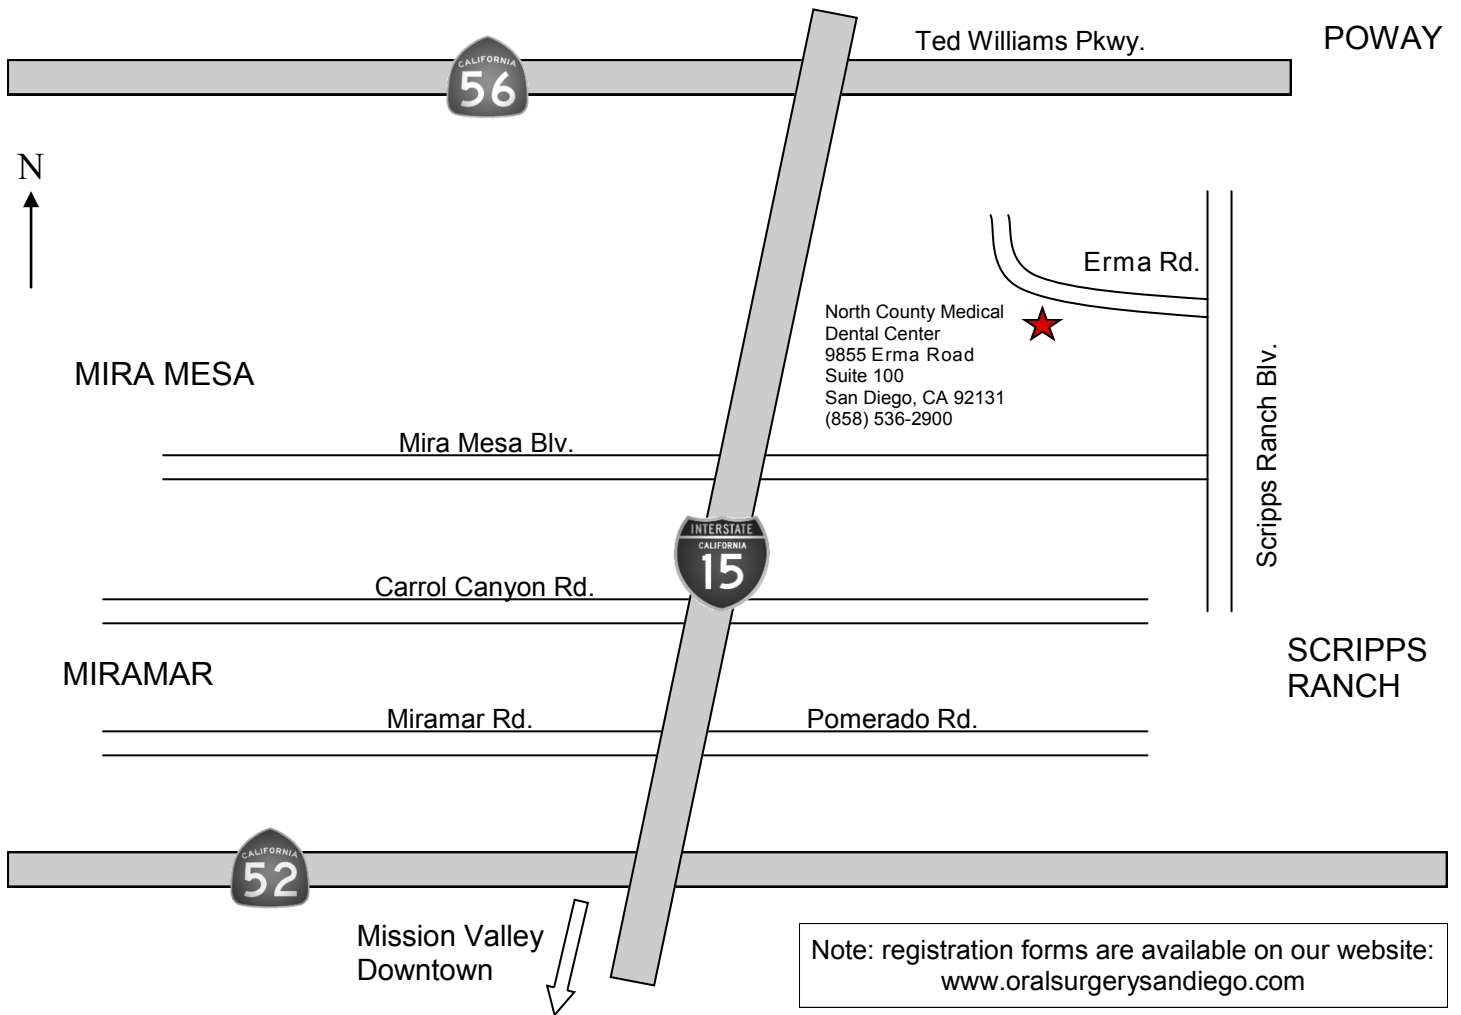 Ted Williams Pkwy.
POWAY
CALIFORNIA
56
N
Erma Rd.
North County Medical
Dental Center
9855 Erma Road
Suite 100
San Diego, CA 92131
(858) 536-2900
MIRA MESA
Scripps Ranch Blv.
Mira Mesa Blv.
INTERSTATE
CALIFORNIA
15
Carrol Canyon Rd.
MIRAMAR
SCRIPPS
RANCH
Miramar Rd.
Pomerado Rd.
CALIFORNIA
52
Mission Valley
Downtown
Note: registration forms are available on our website:
www.oralsurgerysandiego.com